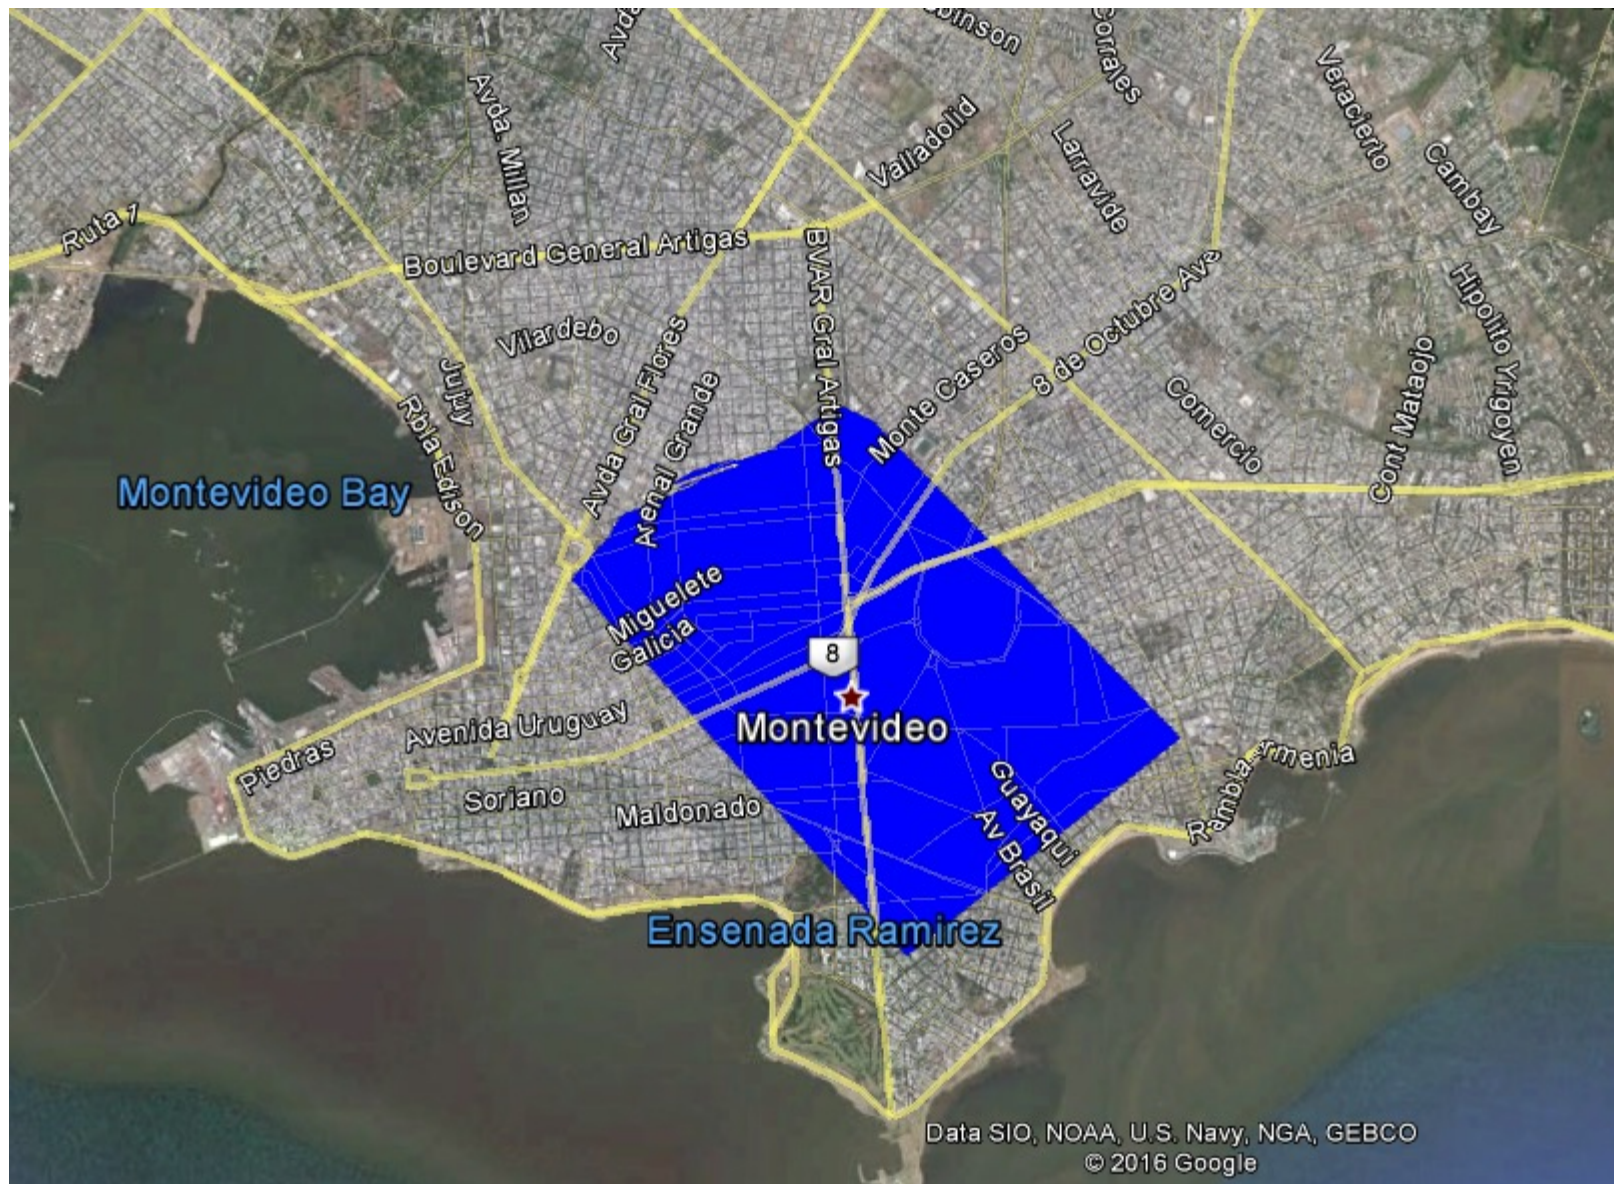 Avda
binson
Corrales
Veracierto
Avda. Millan
Valladolid
Larravide
Cambay
Ruta 1
Boulevard General Artigas
BVAR Gral Artigas
8 de Octubre Ave
Hipolito Yrigoyen
Vilardebo
Avda Gral Flores
Monte Caseros
Jujuy
Arenal Grande
Comercio
Cont Mataojo
Rbla Edison
Montevideo Bay
Miguelete
Galicia
8
Montevideo
Avenida Uruguay
Piedras
Soriano
Maldonado
Guayaqui
Av Brasil
Rambla Armenia
Ensenada Ramirez
Data SIO, NOAA, U.S. Navy, NGA, GEBCO
© 2016 Google